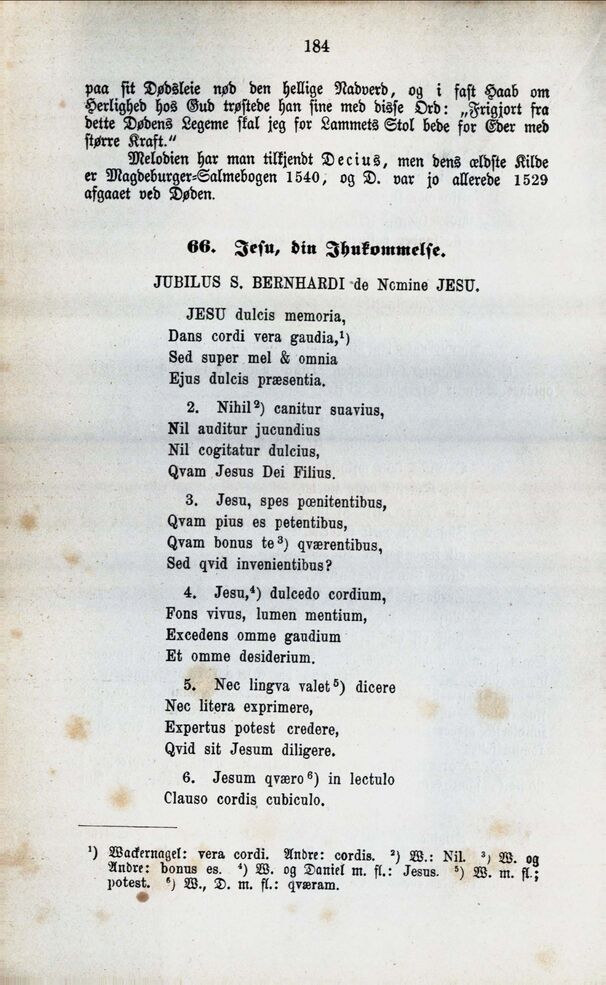 184
paa sit Dødsleie nød den hellige Nadverd, og i fast Haab om
Herlighed hos Gud trøstede han sine med disse Ord: „Frigjort fra
dette Dødens Legeme skal jeg for Lammets Stol bede for Eder med
større Kraft.“
Melodien har man tilkjendt Decius, men dens ældste Kilde
er Magdeburger=Salmebogen 1540, og D. var jo allerede 1529
afgaaet ved Døden.
66. Jesu, din Ihukommelse.
JUBILUS S. BERNHARDI de Nomine JESU.
JESU dulcis memoria,
Dans cordi vera gaudia,¹)
Sed super mel & omnia
Ejus dulcis præsentia.
2. Nihil²) canitur suavius,
Nil auditur jucundius
Nil cogitatur dulcius,
Qvam Jesus Dei Filius.
3. Jesu, spes pœnitentibus,
Qvam pius es petentibus,
Qvam bonus te³) qværentibus,
Sed qvid invenientibus?
4. Jesu,⁴) dulcedo cordium,
Fons vivus, lumen mentium,
Excedens omme gaudium
Et omme desiderium.
5. Nec lingva valet⁵) dicere
Nec litera exprimere,
Expertus potest credere,
Qvid sit Jesum diligere.
6. Jesum qværo⁶) in lectulo
Clauso cordis cubiculo.
¹) Wackernagel: vera cordi. Andre: cordis. ²) W.: Nil. ³) W. og
Andre: bonus es. ⁴) W. og Daniel m. fl.: Jesus. ⁵) W. m. fl.;
potest. ⁶) W., D. m. fl.: qværam.